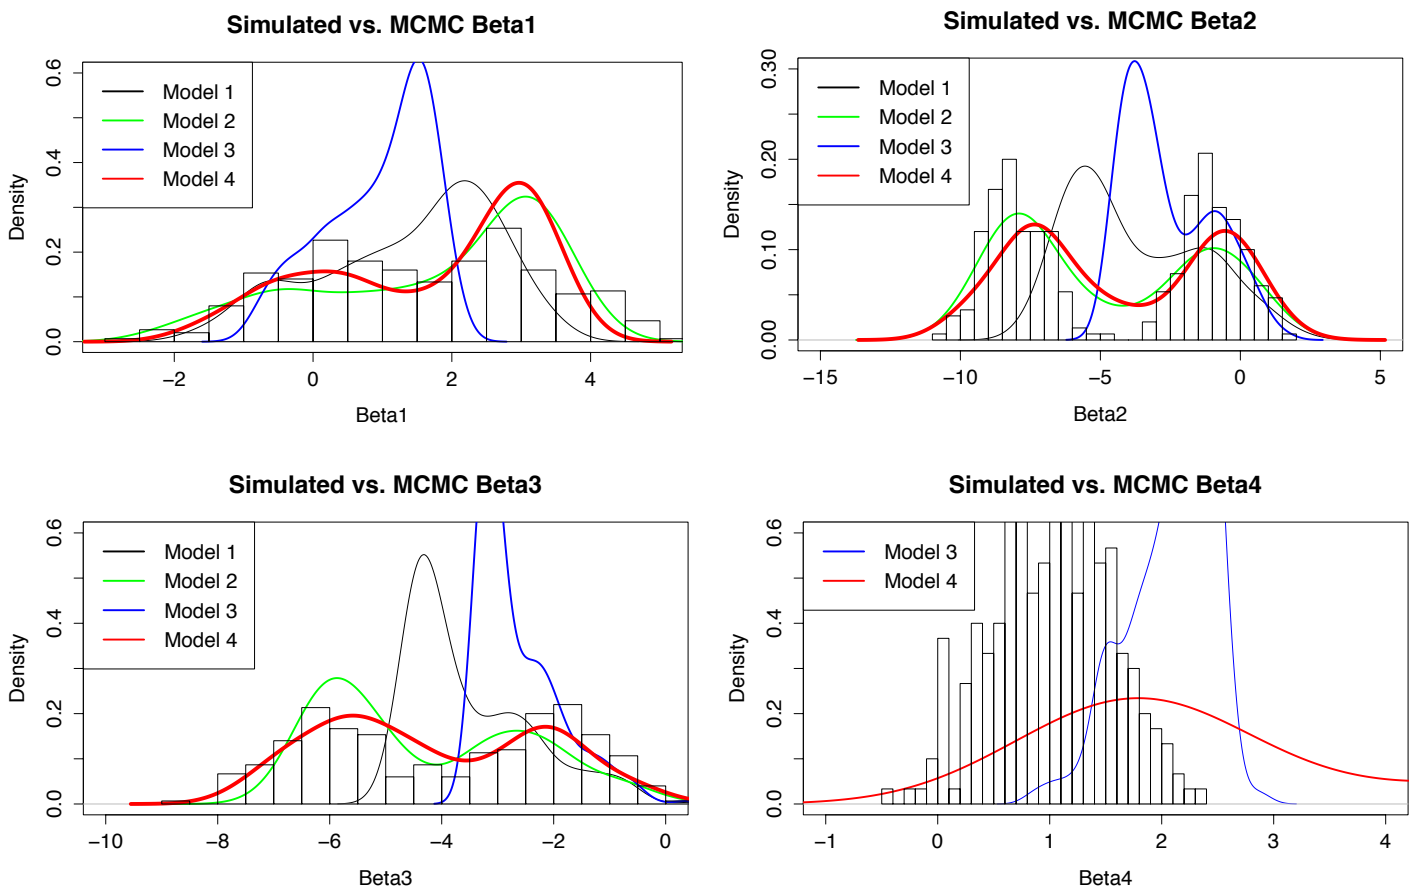 Simulated vs. MCMC Beta1
Density
0.0 0.2 0.4 0.6
Model 1
Model 2
Model 3
Model 4
−2 0 2 4
Beta1
Simulated vs. MCMC Beta2
Density
0.00 0.10 0.20 0.30
Model 1
Model 2
Model 3
Model 4
−15 −10 −5 0 5
Beta2
Simulated vs. MCMC Beta3
Density
0.0 0.2 0.4 0.6
Model 1
Model 2
Model 3
Model 4
−10 −8 −6 −4 −2 0
Beta3
Simulated vs. MCMC Beta4
Density
0.0 0.2 0.4 0.6
Model 3
Model 4
−1 0 1 2 3 4
Beta4